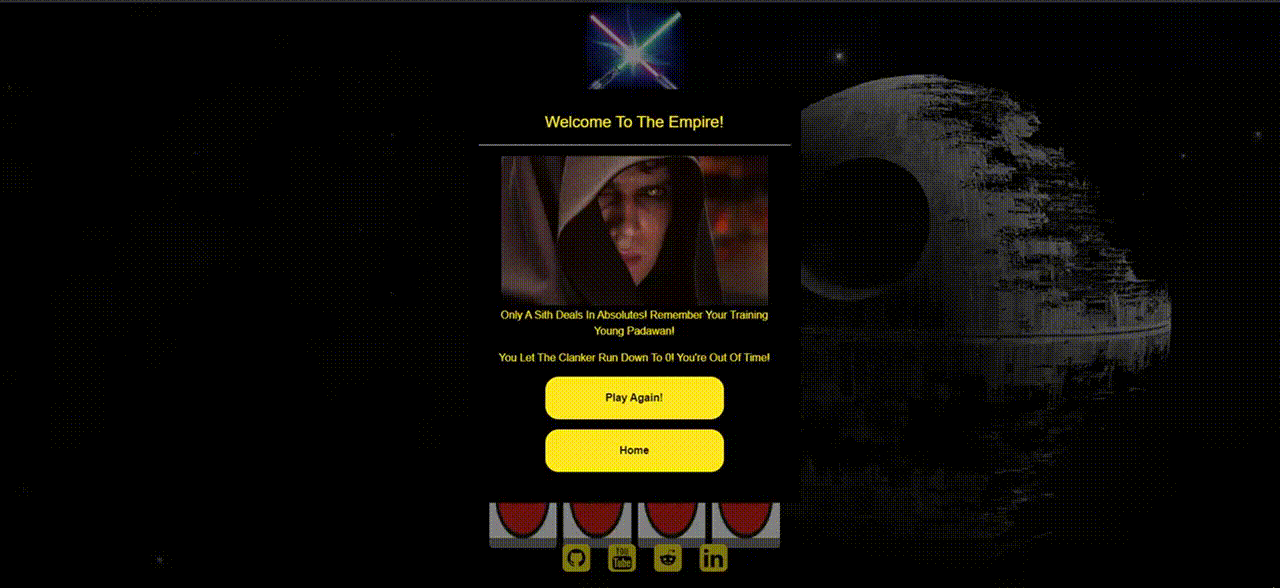 Welcome To The Empire!
Only A Sith Deals In Absolutes! Remember Your Training
Young Padawan!
You Let The Clanker Run Down To 0! You're Out Of Time!
Play Again!
Home
You
Tube
in